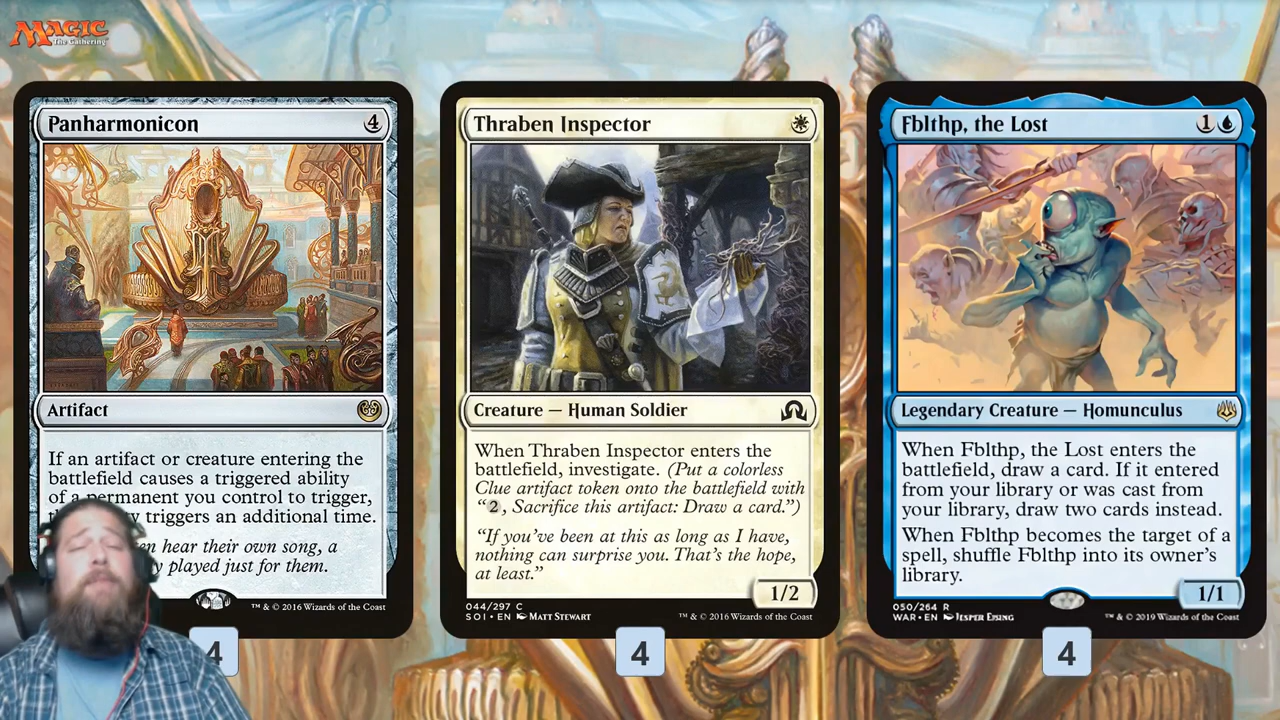 MAGIC
The Gathering
Panharmonicon 4
Artifact
If an artifact or creature entering the
battlefield causes a triggered ability
of a permanent you control to trigger,
triggers an additional time.
hear their own song, a
played just for them.
™ & © 2016 Wizards of the Coast
4
Thraben Inspector
Creature — Human Soldier
When Thraben Inspector enters the
battlefield, investigate. (Put a colorless
Clue artifact token onto the battlefield with
“2, Sacrifice this artifact: Draw a card.”)
“If you’ve been at this as long as I have,
nothing can surprise you. That’s the hope,
at least.”
1/2
044/297 C
SOI • EN Matt Stewart
™ & © 2016 Wizards of the Coast
4
Fblthp, the Lost 1
Legendary Creature — Homunculus
When Fblthp, the Lost enters the
battlefield, draw a card. If it entered
from your library or was cast from
your library, draw two cards instead.
When Fblthp becomes the target of a
spell, shuffle Fblthp into its owner’s
library.
1/1
050/264 R
WAR • EN Jesper Ejsing
™ & © 2019 Wizards of the Coast
4